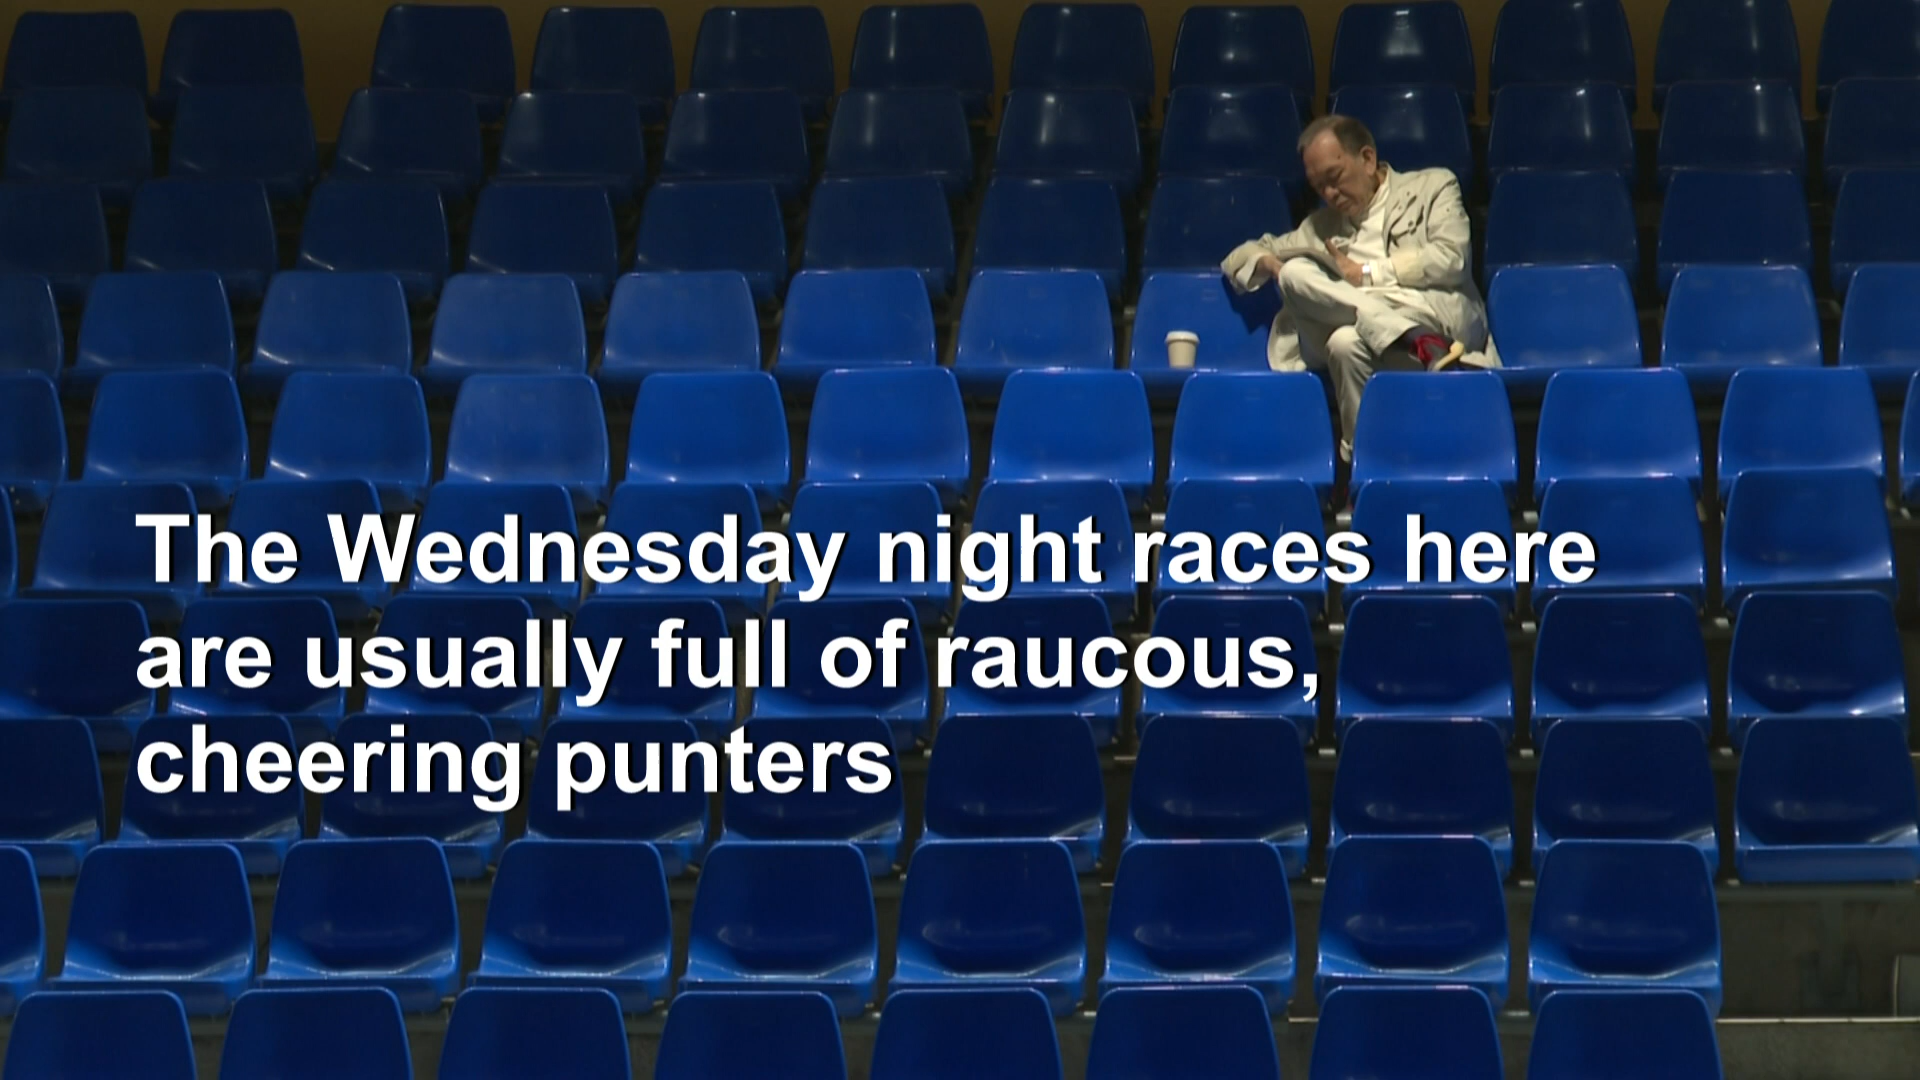 The Wednesday night races here
are usually full of raucous,
cheering punters